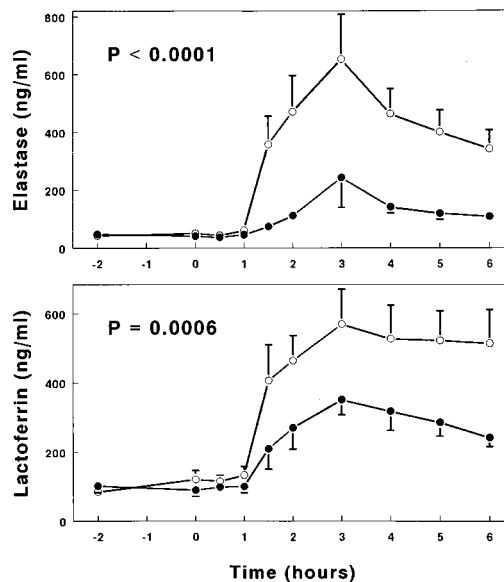 800
P < 0.0001
600
Elastase (ng/ml)
400
200
0
-2 -1 0 1 2 3 4 5 6
600
P = 0.0006
Lactoferrin (ng/ml)
400
200
0
-2 -1 0 1 2 3 4 5 6
Time (hours)